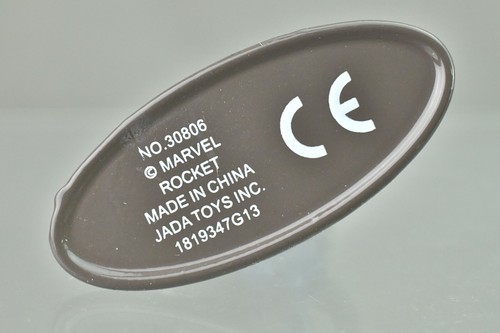 NO.30806
© MARVEL
ROCKET
MADE IN CHINA
JADA TOYS INC.
1819347G13
CE